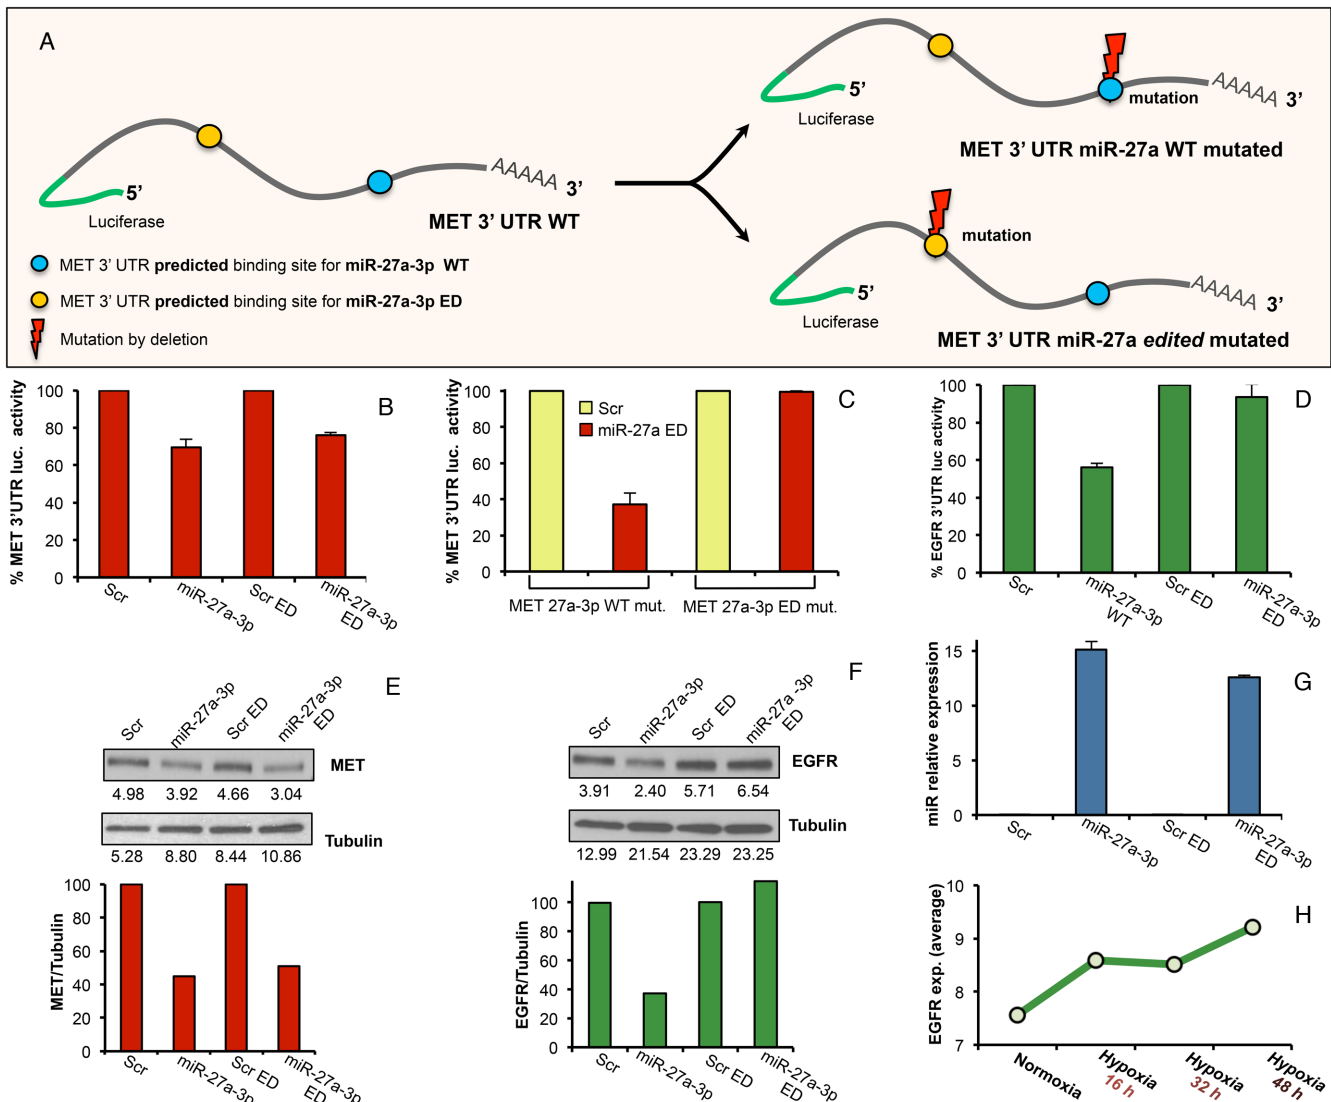 A
5'
Luciferase
AAAAA 3'
MET 3' UTR WT
MET 3' UTR predicted binding site for miR-27a-3p WT
MET 3' UTR predicted binding site for miR-27a-3p ED
Mutation by deletion
5'
Luciferase
mutation
AAAAA 3'
MET 3' UTR miR-27a WT mutated
mutation
5'
Luciferase
AAAAA 3'
MET 3' UTR miR-27a edited mutated
B
% MET 3'UTR luc. activity
100
80
60
40
20
0
Scr
miR-27a-3p
Scr ED
miR-27a-3p
ED
C
% MET 3'UTR luc. activity
100
80
60
40
20
0
Scr
miR-27a ED
MET 27a-3p WT mut.
MET 27a-3p ED mut.
D
% EGFR 3'UTR luc activity
100
80
60
40
20
0
Scr
miR-27a-3p
WT
Scr ED
miR-27a-3p
ED
E
Scr
miR-27a-3p
Scr ED
miR-27a-3p
ED
MET
4.98 3.92 4.66 3.04
Tubulin
5.28 8.80 8.44 10.86
MET/Tubulin
100
80
60
40
20
0
Scr
miR-27a-3p
Scr ED
miR-27a-3p
ED
F
Scr
miR-27a-3p
Scr ED
miR-27a -3p
ED
EGFR
3.91 2.40 5.71 6.54
Tubulin
12.99 21.54 23.29 23.25
EGFR/Tubulin
100
80
60
40
20
0
Scr
miR-27a-3p
Scr ED
miR-27a-3p
ED
G
miR relative expression
15
10
5
0
Scr
miR-27a-3p
Scr ED
miR-27a-3p
ED
H
EGFR exp. (average)
10
9
8
7
Normoxia
Hypoxia
16 h
Hypoxia
32 h
Hypoxia
48 h